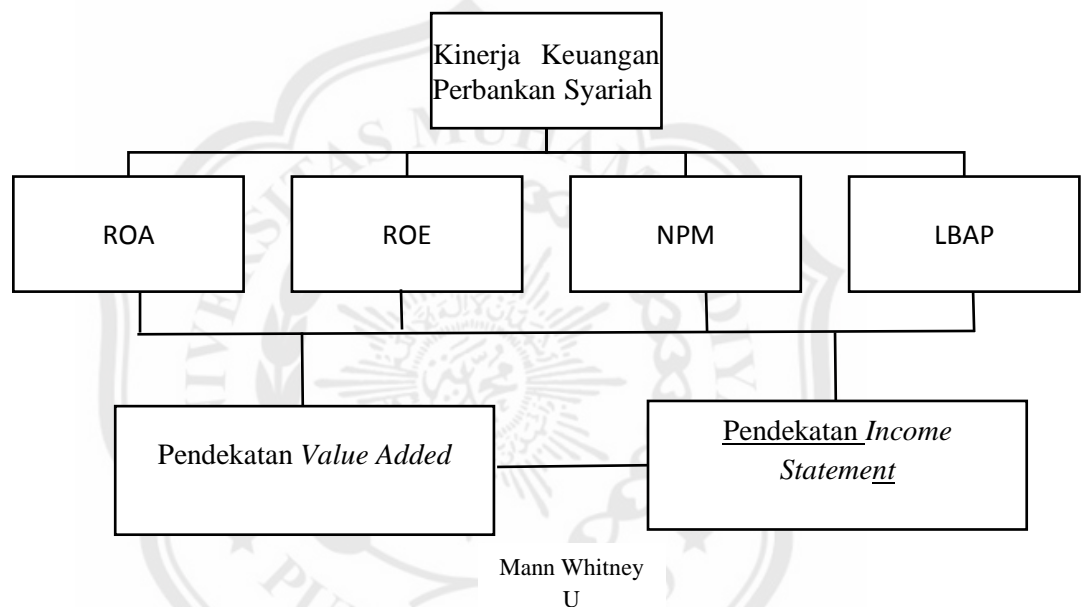 Kinerja Keuangan
Perbankan Syariah
ROA
ROE
NPM
LBAP
Pendekatan Value Added
Pendekatan Income
Statement
Mann Whitney
U